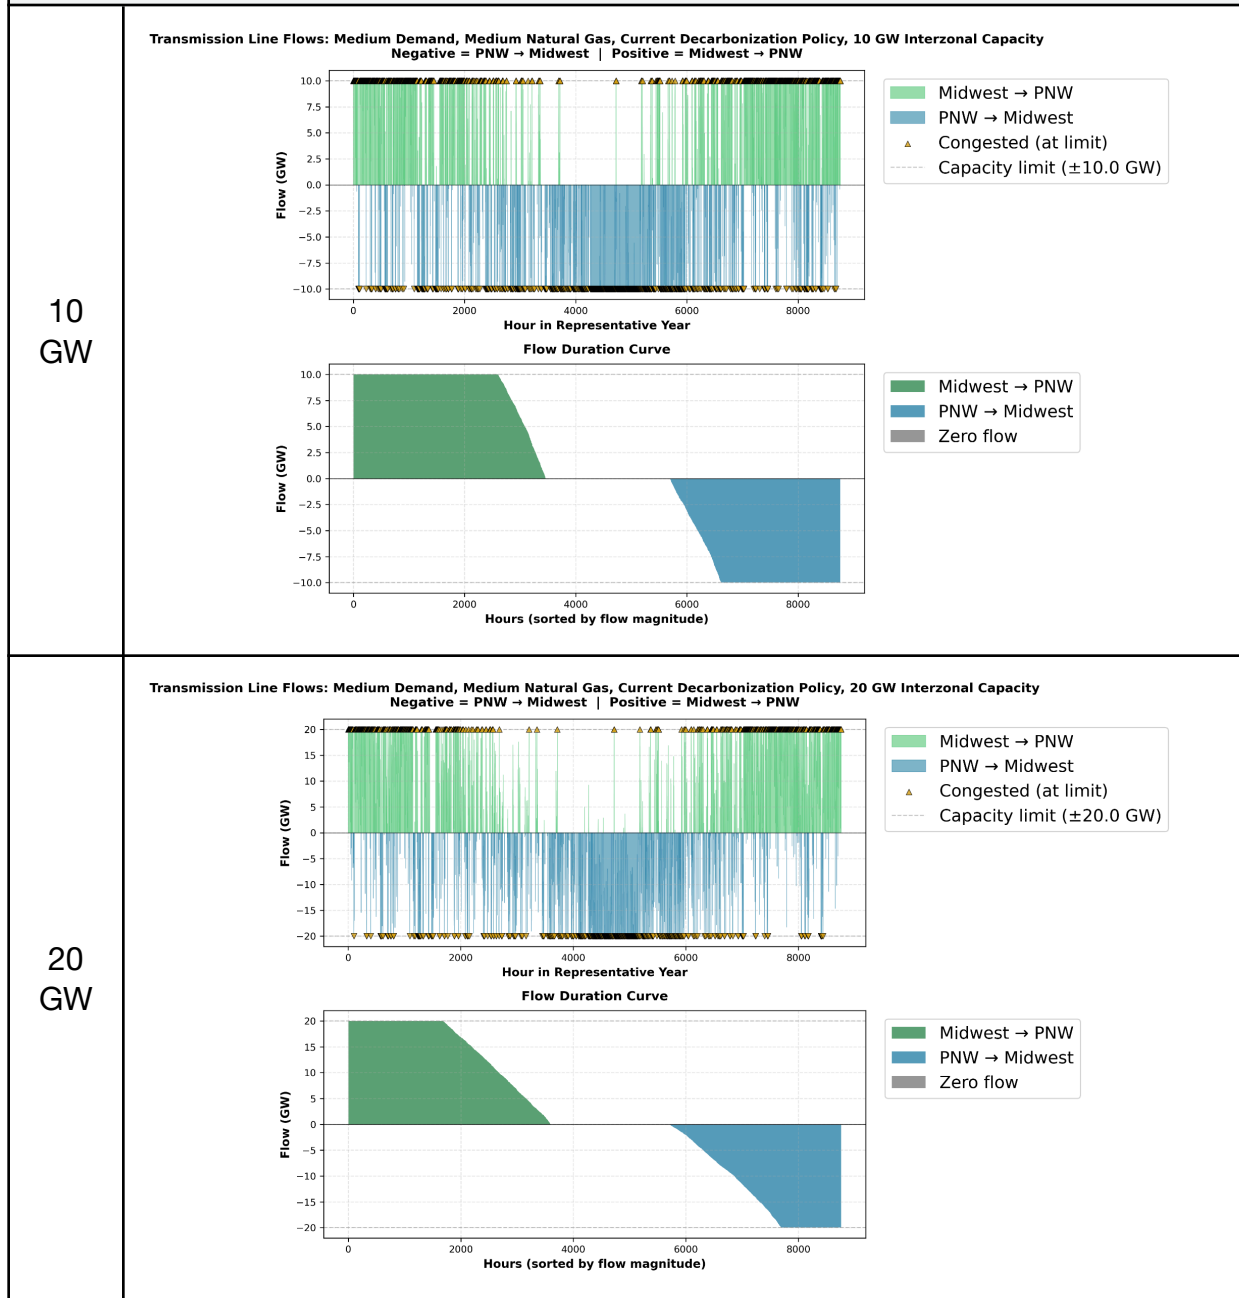 10
GW
Transmission Line Flows: Medium Demand, Medium Natural Gas, Current Decarbonization Policy, 10 GW Interzonal Capacity
Negative = PNW → Midwest | Positive = Midwest → PNW
10.0
7.5
5.0
2.5
0.0
−2.5
−5.0
−7.5
−10.0
Flow (GW)
0 2000 4000 6000 8000
Hour in Representative Year
Midwest → PNW
PNW → Midwest
Congested (at limit)
Capacity limit (±10.0 GW)
Flow Duration Curve
10.0
7.5
5.0
2.5
0.0
−2.5
−5.0
−7.5
−10.0
Flow (GW)
0 2000 4000 6000 8000
Hours (sorted by flow magnitude)
Midwest → PNW
PNW → Midwest
Zero flow
20
GW
Transmission Line Flows: Medium Demand, Medium Natural Gas, Current Decarbonization Policy, 20 GW Interzonal Capacity
Negative = PNW → Midwest | Positive = Midwest → PNW
20
15
10
5
0
−5
−10
−15
−20
Flow (GW)
0 2000 4000 6000 8000
Hour in Representative Year
Midwest → PNW
PNW → Midwest
Congested (at limit)
Capacity limit (±20.0 GW)
Flow Duration Curve
20
15
10
5
0
−5
−10
−15
−20
Flow (GW)
0 2000 4000 6000 8000
Hours (sorted by flow magnitude)
Midwest → PNW
PNW → Midwest
Zero flow